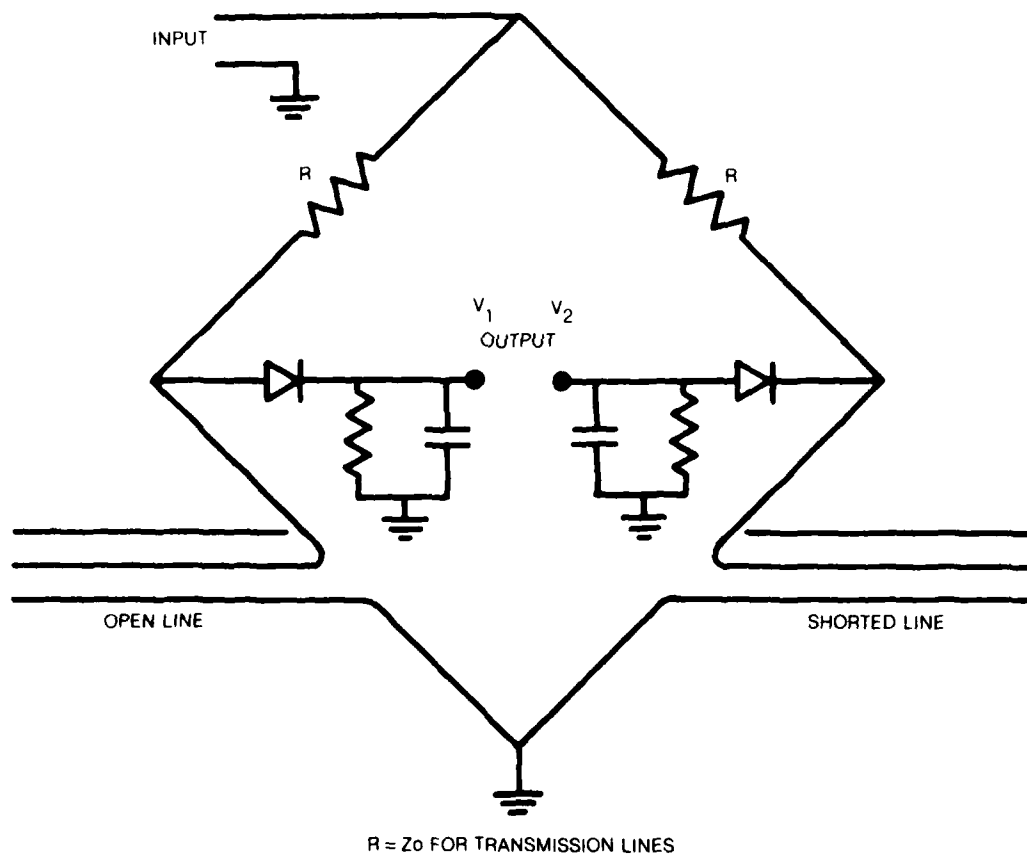 INPUT
R
R
V1 V2
OUTPUT
OPEN LINE
SHORTED LINE
R = Zo FOR TRANSMISSION LINES